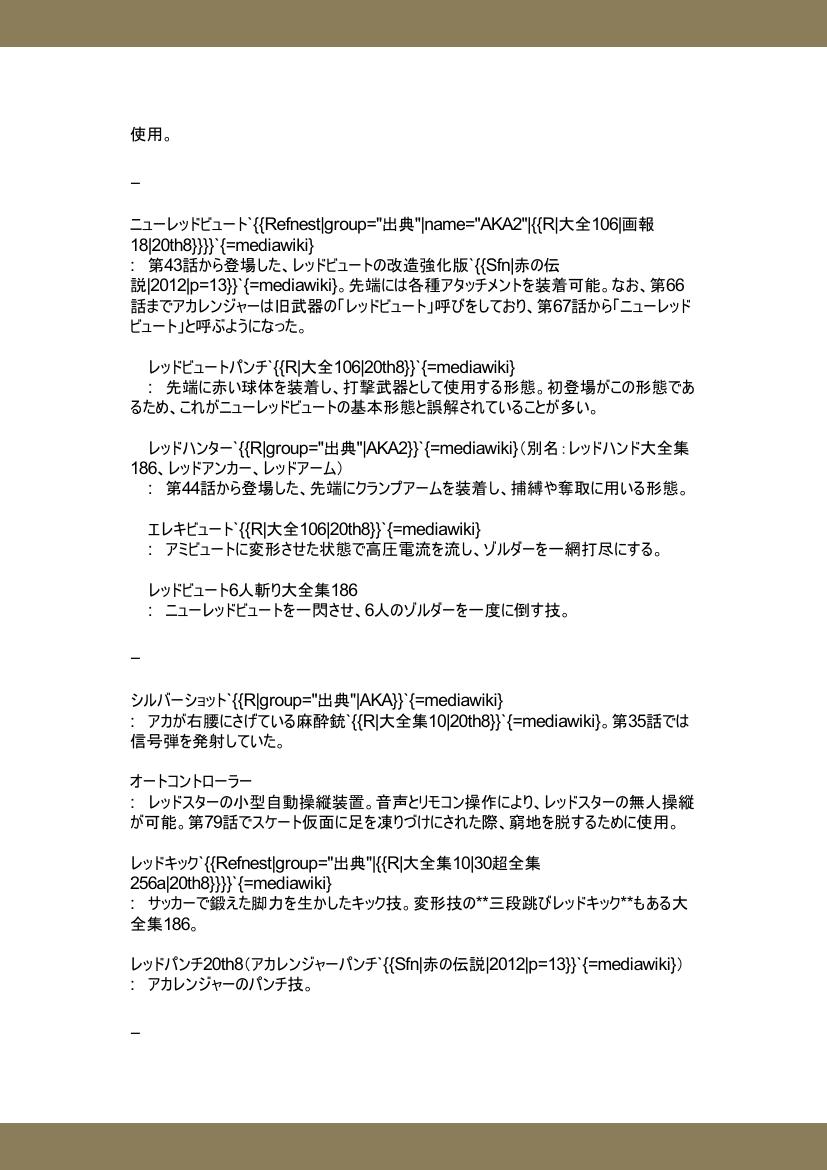 使用。
–
ニューレッドビュート`{{Refnest|group="出典"|name="AKA2"|{{R|大全106|画報
18|20th8}}}}`{=mediawiki}
: 第43話から登場した、レッドビュートの改造強化版`{{Sfn|赤の伝
説|2012|p=13}}`{=mediawiki}。先端には各種アタッチメントを装着可能。なお、第66
話までアカレンジャーは旧武器の「レッドビュート」呼びをしており、第67話から「ニューレッド
ビュート」と呼ぶようになった。
レッドビュートパンチ`{{R|大全106|20th8}}`{=mediawiki}
: 先端に赤い球体を装着し、打撃武器として使用する形態。初登場がこの形態であ
るため、これがニューレッドビュートの基本形態と誤解されていることが多い。
レッドハンター`{{R|group="出典"|AKA2}}`{=mediawiki}（別名：レッドハンド大全集
186、レッドアンカー、レッドアーム）
: 第44話から登場した、先端にクランプアームを装着し、捕縛や奪取に用いる形態。
エレキビュート`{{R|大全106|20th8}}`{=mediawiki}
: アミビュートに変形させた状態で高圧電流を流し、ゾルダーを一網打尽にする。
レッドビュート6人斬り大全集186
: ニューレッドビュートを一閃させ、6人のゾルダーを一度に倒す技。
–
シルバーショット`{{R|group="出典"|AKA}}`{=mediawiki}
: アカが右腰にさげている麻酔銃`{{R|大全集10|20th8}}`{=mediawiki}。第35話では
信号弾を発射していた。
オートコントローラー
: レッドスターの小型自動操縦装置。音声とリモコン操作により、レッドスターの無人操縦
が可能。第79話でスケート仮面に足を凍りづけにされた際、窮地を脱するために使用。
レッドキック`{{Refnest|group="出典"|{{R|大全集10|30超全集
256a|20th8}}}}`{=mediawiki}
: サッカーで鍛えた脚力を生かしたキック技。変形技の**三段跳びレッドキック**もある大
全集186。
レッドパンチ20th8（アカレンジャーパンチ`{{Sfn|赤の伝説|2012|p=13}}`{=mediawiki}）
: アカレンジャーのパンチ技。
–